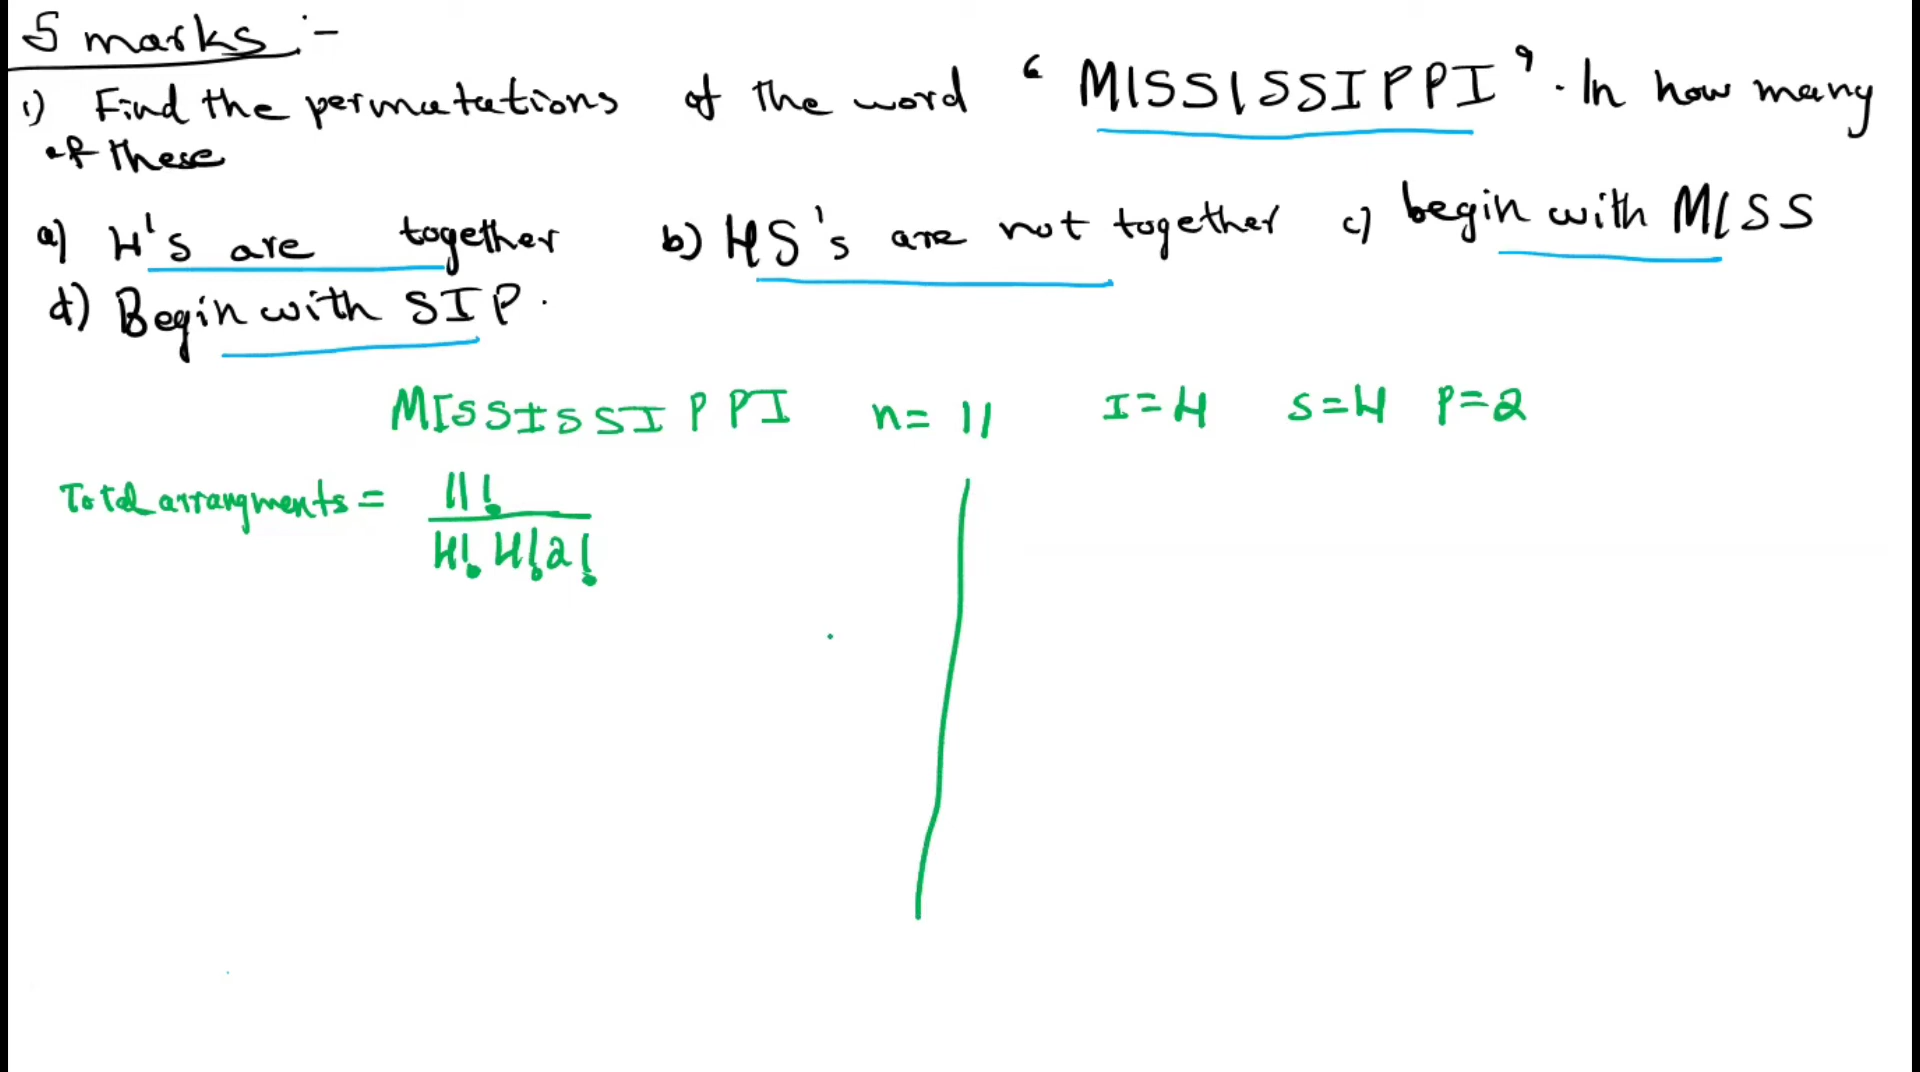 5 marks :-
1) Find the permutations of the word “MISSISSIPPI”. In how many
of these
a) 4's are together b) 4S's are not together c) begin with MISS
d) Begin with SIP.
MISSISSIPPI n= 11 I=4 S=4 P=2
Total arrangments = 11!
4! 4! 2!